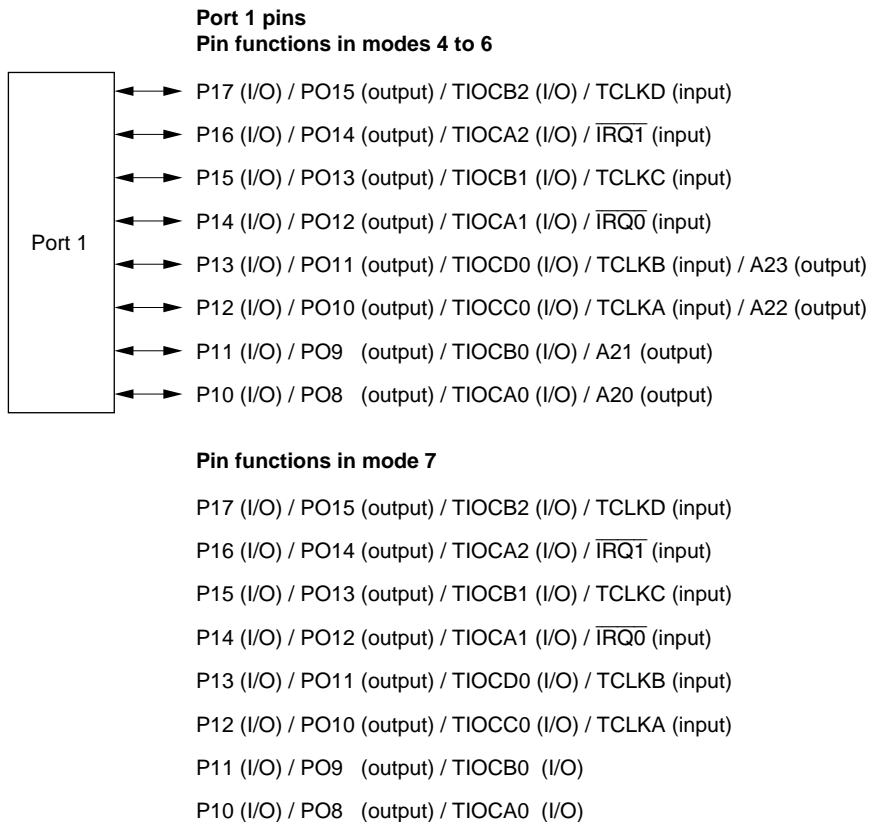 Port 1 pins
Pin functions in modes 4 to 6
P17 (I/O) / PO15 (output) / TIOCB2 (I/O) / TCLKD (input)
P16 (I/O) / PO14 (output) / TIOCA2 (I/O) / I̅R̅Q̅1̅ (input)
P15 (I/O) / PO13 (output) / TIOCB1 (I/O) / TCLKC (input)
P14 (I/O) / PO12 (output) / TIOCA1 (I/O) / I̅R̅Q̅0̅ (input)
Port 1
P13 (I/O) / PO11 (output) / TIOCD0 (I/O) / TCLKB (input) / A23 (output)
P12 (I/O) / PO10 (output) / TIOCC0 (I/O) / TCLKA (input) / A22 (output)
P11 (I/O) / PO9 (output) / TIOCB0 (I/O) / A21 (output)
P10 (I/O) / PO8 (output) / TIOCA0 (I/O) / A20 (output)
Pin functions in mode 7
P17 (I/O) / PO15 (output) / TIOCB2 (I/O) / TCLKD (input)
P16 (I/O) / PO14 (output) / TIOCA2 (I/O) / I̅R̅Q̅1̅ (input)
P15 (I/O) / PO13 (output) / TIOCB1 (I/O) / TCLKC (input)
P14 (I/O) / PO12 (output) / TIOCA1 (I/O) / I̅R̅Q̅0̅ (input)
P13 (I/O) / PO11 (output) / TIOCD0 (I/O) / TCLKB (input)
P12 (I/O) / PO10 (output) / TIOCC0 (I/O) / TCLKA (input)
P11 (I/O) / PO9 (output) / TIOCB0 (I/O)
P10 (I/O) / PO8 (output) / TIOCA0 (I/O)